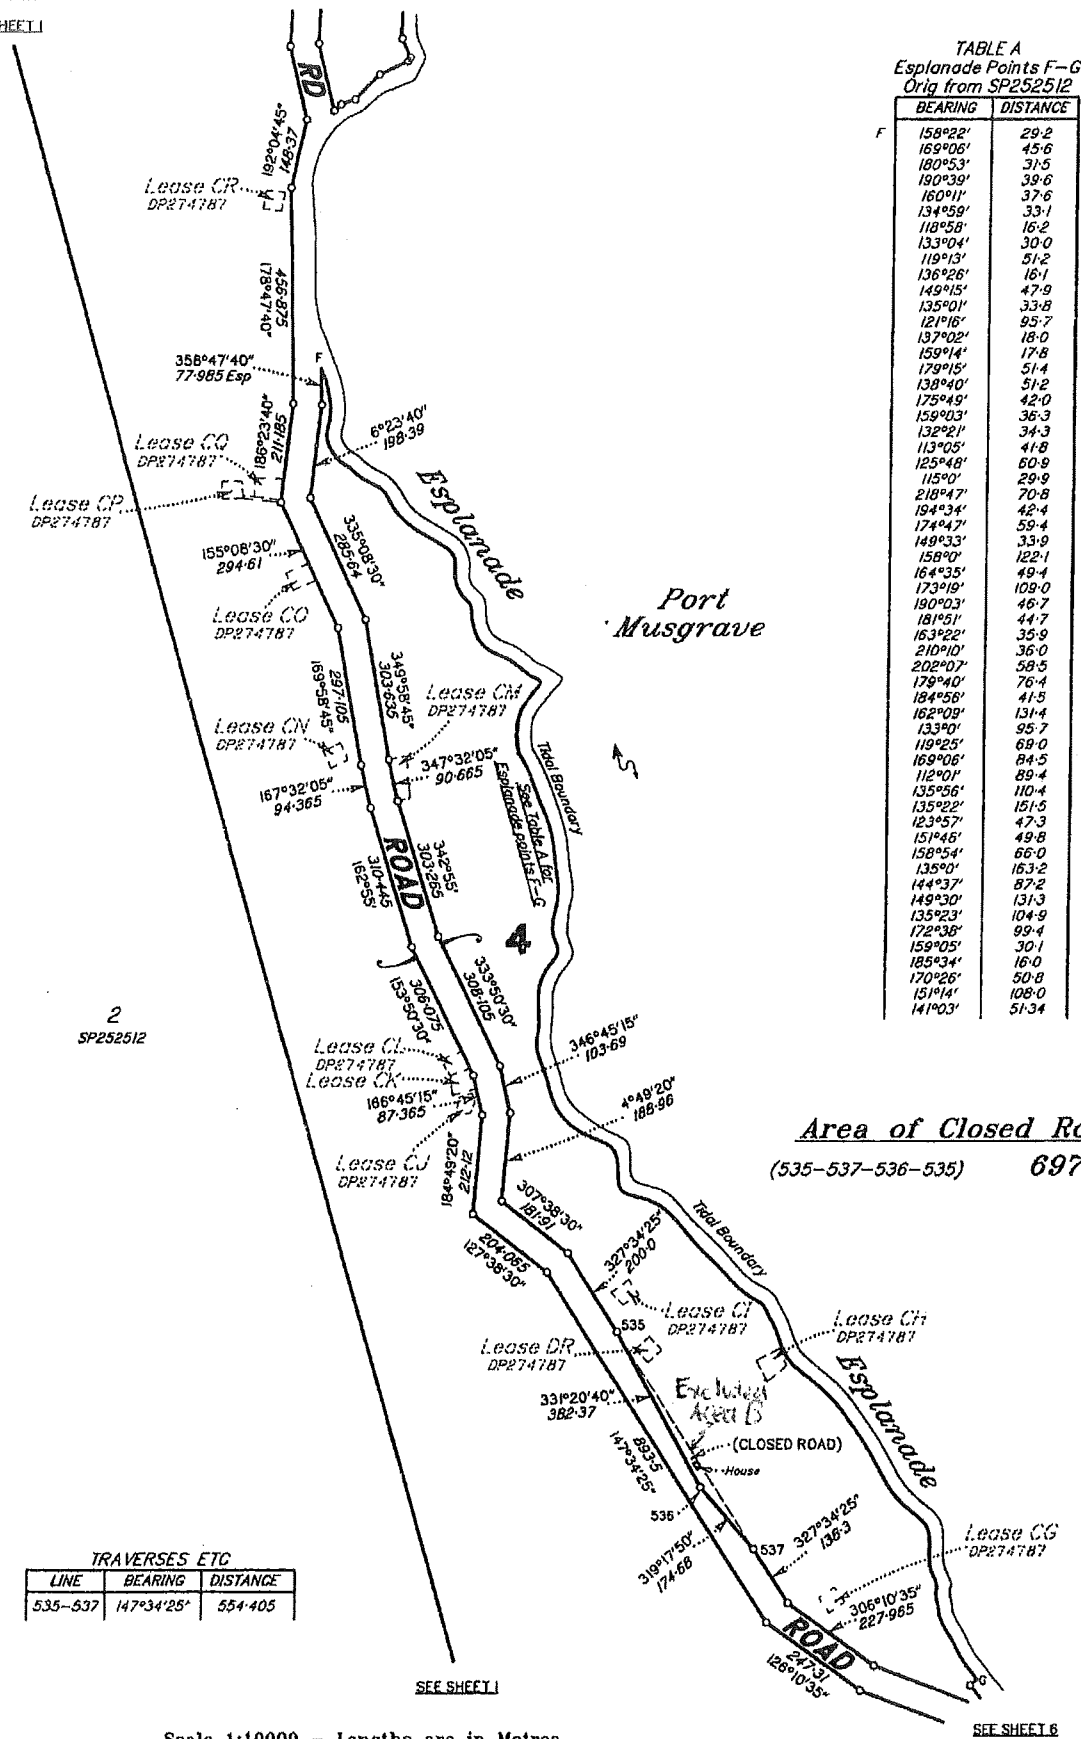 SHEET 1
RD
192°04'45"
148·37
Lease CR
DP274787
456·875
178°47'40"
F
358°47'40"
77·985 Esp
6°23'40"
198·39
186°23'40"
211·185
Lease CQ
DP274787
Lease CP
DP274787
Esplanade
155°08'30"
294·61
335°08'30"
285·64
Lease CO
DP274787
Port
Musgrave
297·105
169°58'45"
349°58'45"
303·635
Lease CM
DP274787
Lease CN
DP274787
347°32'05"
90·665
167°32'05"
94·365
Tidal Boundary
See Table A for
Esplanade points F-G
ROAD
310·445
162°55'
342°55'
303·265
4
306·075
153°50'30"
333°50'30"
308·105
2
SP252512
Lease CL
DP274787
Lease CK
346°45'15"
103·69
166°45'15"
87·365
4°49'20"
188·96
Lease CJ
DP274787
184°49'20"
212·12
307°38'30"
181·91
204·065
127°38'30"
327°34'25"
200·0
Tidal Boundary
Lease CI
DP274787
Lease CH
DP274787
535
Lease DR
DP274787
Esplanade
331°20'40"
382·37
Excluded
Area B
(CLOSED ROAD)
House
893·5
147°34'25"
536
537
327°34'25"
138·3
319°17'50"
174·68
Lease CG
DP274787
306°10'35"
227·965
ROAD
247·31
126°10'35"
G
TABLE A
Esplanade Points F-G
Orig from SP252512
BEARING DISTANCE
F 158°22' 29·2
169°06' 45·6
180°53' 31·5
190°39' 39·6
160°11' 37·6
134°59' 33·1
118°58' 16·2
133°04' 30·0
119°13' 51·2
136°26' 16·1
149°15' 47·9
135°01' 33·8
121°16' 95·7
137°02' 18·0
159°14' 17·8
179°15' 51·4
138°40' 51·2
175°49' 42·0
159°03' 36·3
132°21' 34·3
113°05' 41·8
125°48' 60·9
115°0' 29·9
218°47' 70·8
194°34' 42·4
174°47' 59·4
149°33' 33·9
158°0' 122·1
164°35' 49·4
173°19' 109·0
190°03' 46·7
181°51' 44·7
163°22' 35·9
210°10' 36·0
202°07' 58·5
179°40' 76·4
184°56' 41·5
162°09' 131·4
133°0' 95·7
119°25' 69·0
169°06' 84·5
112°01' 89·4
135°56' 110·4
135°22' 151·5
123°57' 47·3
151°46' 49·8
158°54' 66·0
135°0' 163·2
144°37' 87·2
149°30' 131·3
135°23' 104·9
172°38' 99·4
159°05' 30·1
185°34' 16·0
170°26' 50·8
151°14' 108·0
141°03' 51·34
Area of Closed Ro
(535-537-536-535) 697
TRAVERSES ETC
LINE BEARING DISTANCE
535-537 147°34'25" 554·405
SEE SHEET 1
SEE SHEET 6
Scale 1:10000 – Lengths are in Metres